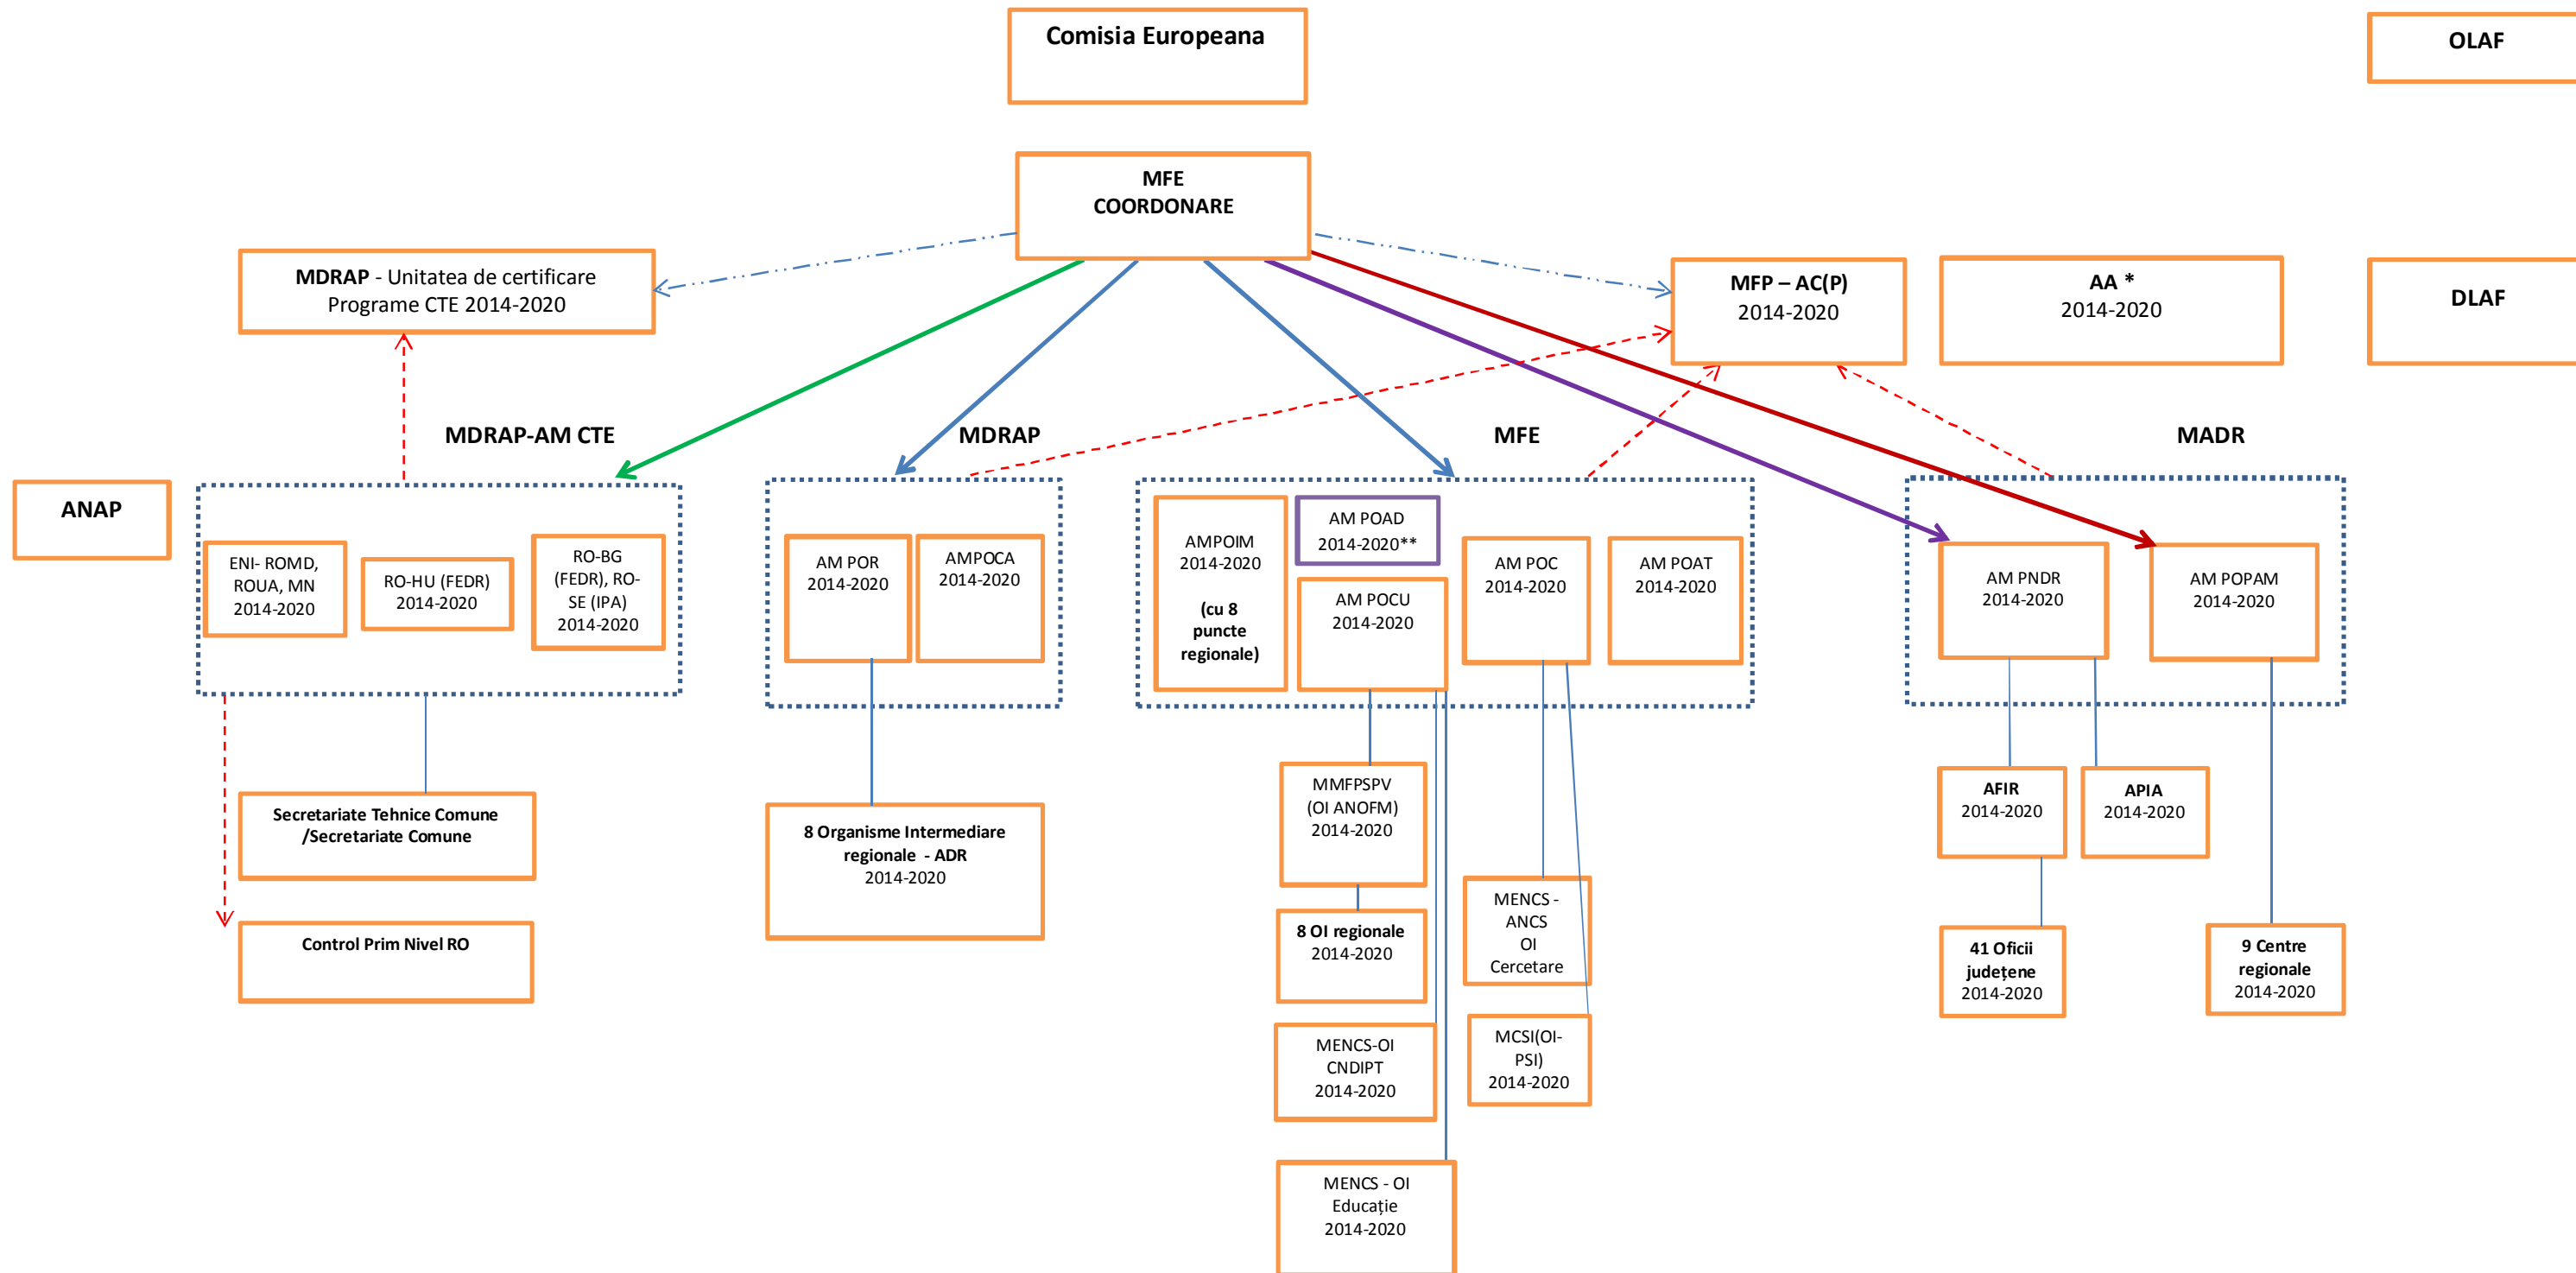 Comisia Europeana
OLAF
MFE
COORDONARE
MDRAP - Unitatea de certificare
Programe CTE 2014-2020
MFP – AC(P)
2014-2020
AA *
2014-2020
DLAF
MDRAP-AM CTE
MDRAP
MFE
MADR
ANAP
ENI- ROMD,
ROUA, MN
2014-2020
RO-HU (FEDR)
2014-2020
RO-BG
(FEDR), RO-
SE (IPA)
2014-2020
AM POR
2014-2020
AMPOCA
2014-2020
AMPOIM
2014-2020
(cu 8
puncte
regionale)
AM POAD
2014-2020**
AM POCU
2014-2020
AM POC
2014-2020
AM POAT
2014-2020
AM PNDR
2014-2020
AM POPAM
2014-2020
Secretariate Tehnice Comune
/Secretariate Comune
Control Prim Nivel RO
8 Organisme Intermediare
regionale - ADR
2014-2020
MMFPSPV
(OI ANOFM)
2014-2020
8 OI regionale
2014-2020
MENCS-OI
CNDIPT
2014-2020
MENCS - OI
Educație
2014-2020
MENCS -
ANCS
OI
Cercetare
MCSI(OI-
PSI)
2014-2020
AFIR
2014-2020
APIA
2014-2020
41 Oficii
județene
2014-2020
9 Centre
regionale
2014-2020